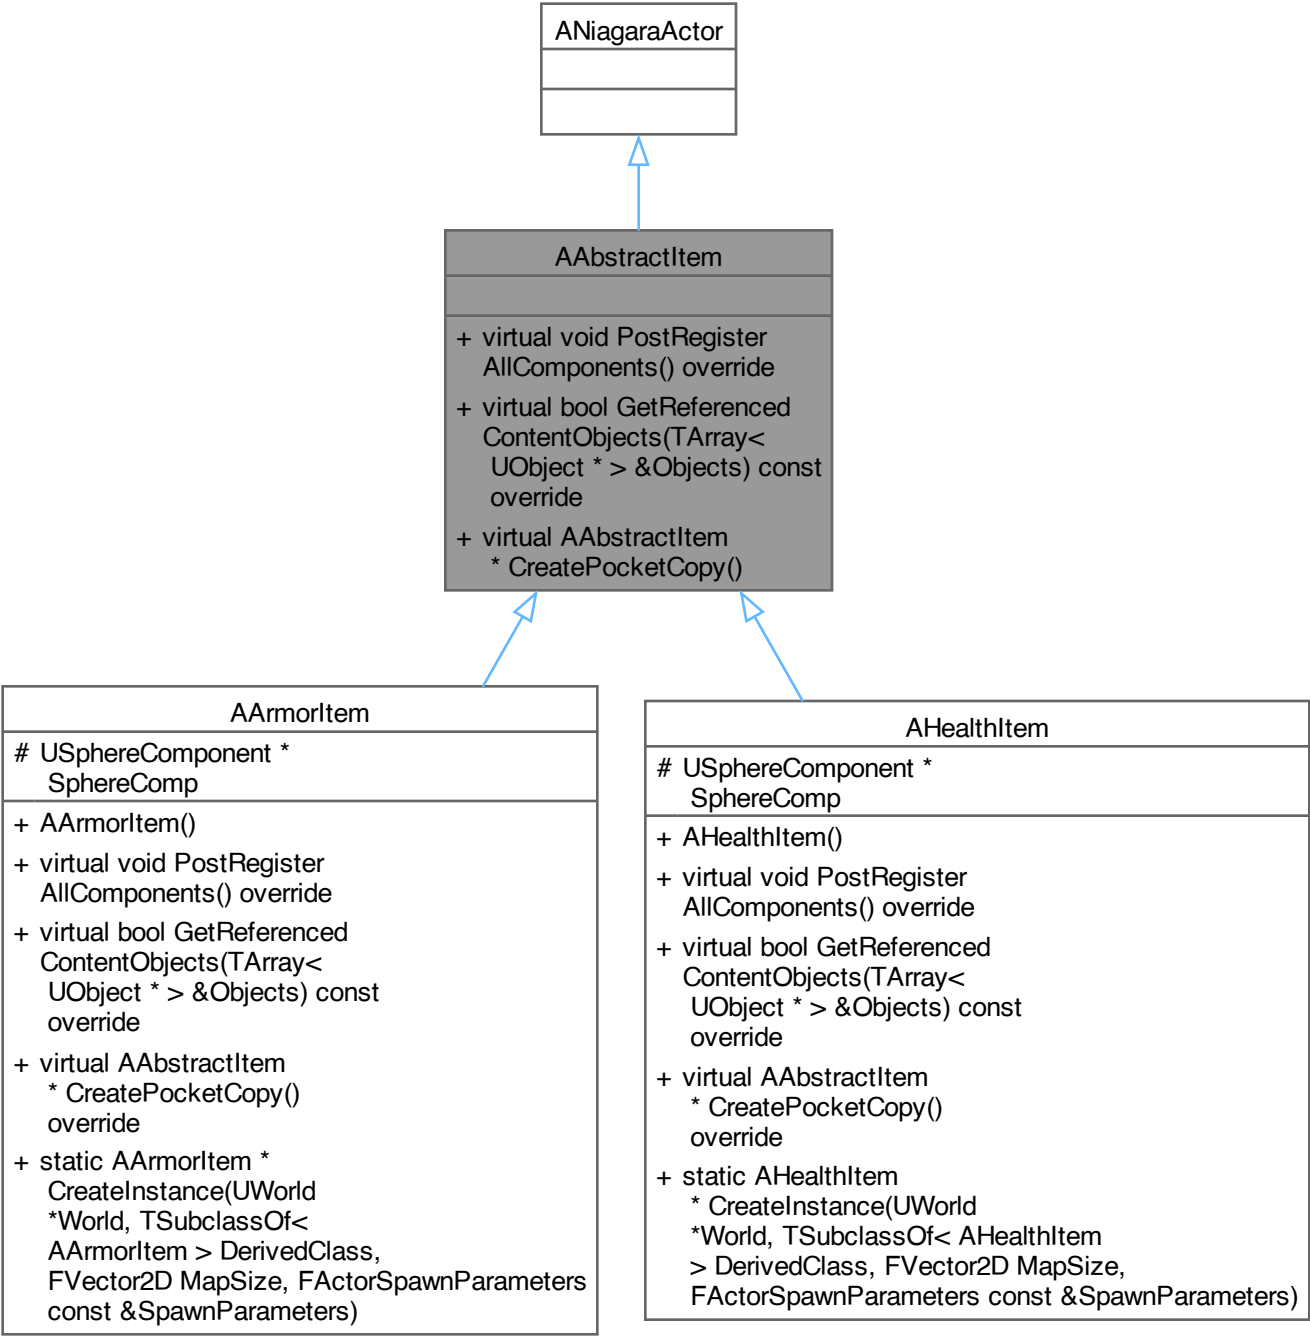 ANiagaraActor
AAbstractItem
+ virtual void PostRegister
AllComponents() override
+ virtual bool GetReferenced
ContentObjects(TArray<
UObject * > &Objects) const
override
+ virtual AAbstractItem
* CreatePocketCopy()
AArmorItem
# USphereComponent *
SphereComp
+ AArmorItem()
+ virtual void PostRegister
AllComponents() override
+ virtual bool GetReferenced
ContentObjects(TArray<
UObject * > &Objects) const
override
+ virtual AAbstractItem
* CreatePocketCopy()
override
+ static AArmorItem *
CreateInstance(UWorld
*World, TSubclassOf<
AArmorItem > DerivedClass,
FVector2D MapSize, FActorSpawnParameters
const &SpawnParameters)
AHealthItem
# USphereComponent *
SphereComp
+ AHealthItem()
+ virtual void PostRegister
AllComponents() override
+ virtual bool GetReferenced
ContentObjects(TArray<
UObject * > &Objects) const
override
+ virtual AAbstractItem
* CreatePocketCopy()
override
+ static AHealthItem
* CreateInstance(UWorld
*World, TSubclassOf< AHealthItem
> DerivedClass, FVector2D MapSize,
FActorSpawnParameters const &SpawnParameters)